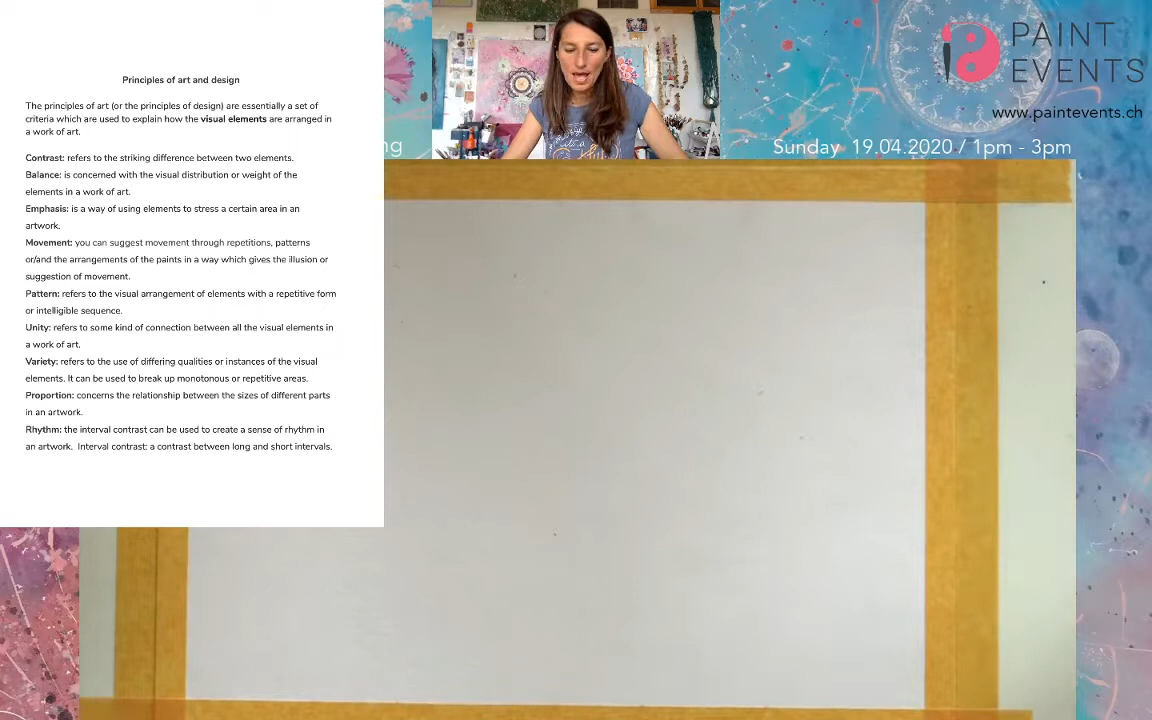 Principles of art and design
The principles of art (or the principles of design) are essentially a set of
criteria which are used to explain how the visual elements are arranged in
a work of art.
Contrast: refers to the striking difference between two elements.
Balance: is concerned with the visual distribution or weight of the
elements in a work of art.
Emphasis: is a way of using elements to stress a certain area in an
artwork.
Movement: you can suggest movement through repetitions, patterns
or/and the arrangements of the paints in a way which gives the illusion or
suggestion of movement.
Pattern: refers to the visual arrangement of elements with a repetitive form
or intelligible sequence.
Unity: refers to some kind of connection between all the visual elements in
a work of art.
Variety: refers to the use of differing qualities or instances of the visual
elements. It can be used to break up monotonous or repetitive areas.
Proportion: concerns the relationship between the sizes of different parts
in an artwork.
Rhythm: the interval contrast can be used to create a sense of rhythm in
an artwork. Interval contrast: a contrast between long and short intervals.
PAINT
EVENTS
www.paintevents.ch
ng
Sunday 19.04.2020 / 1pm - 3pm